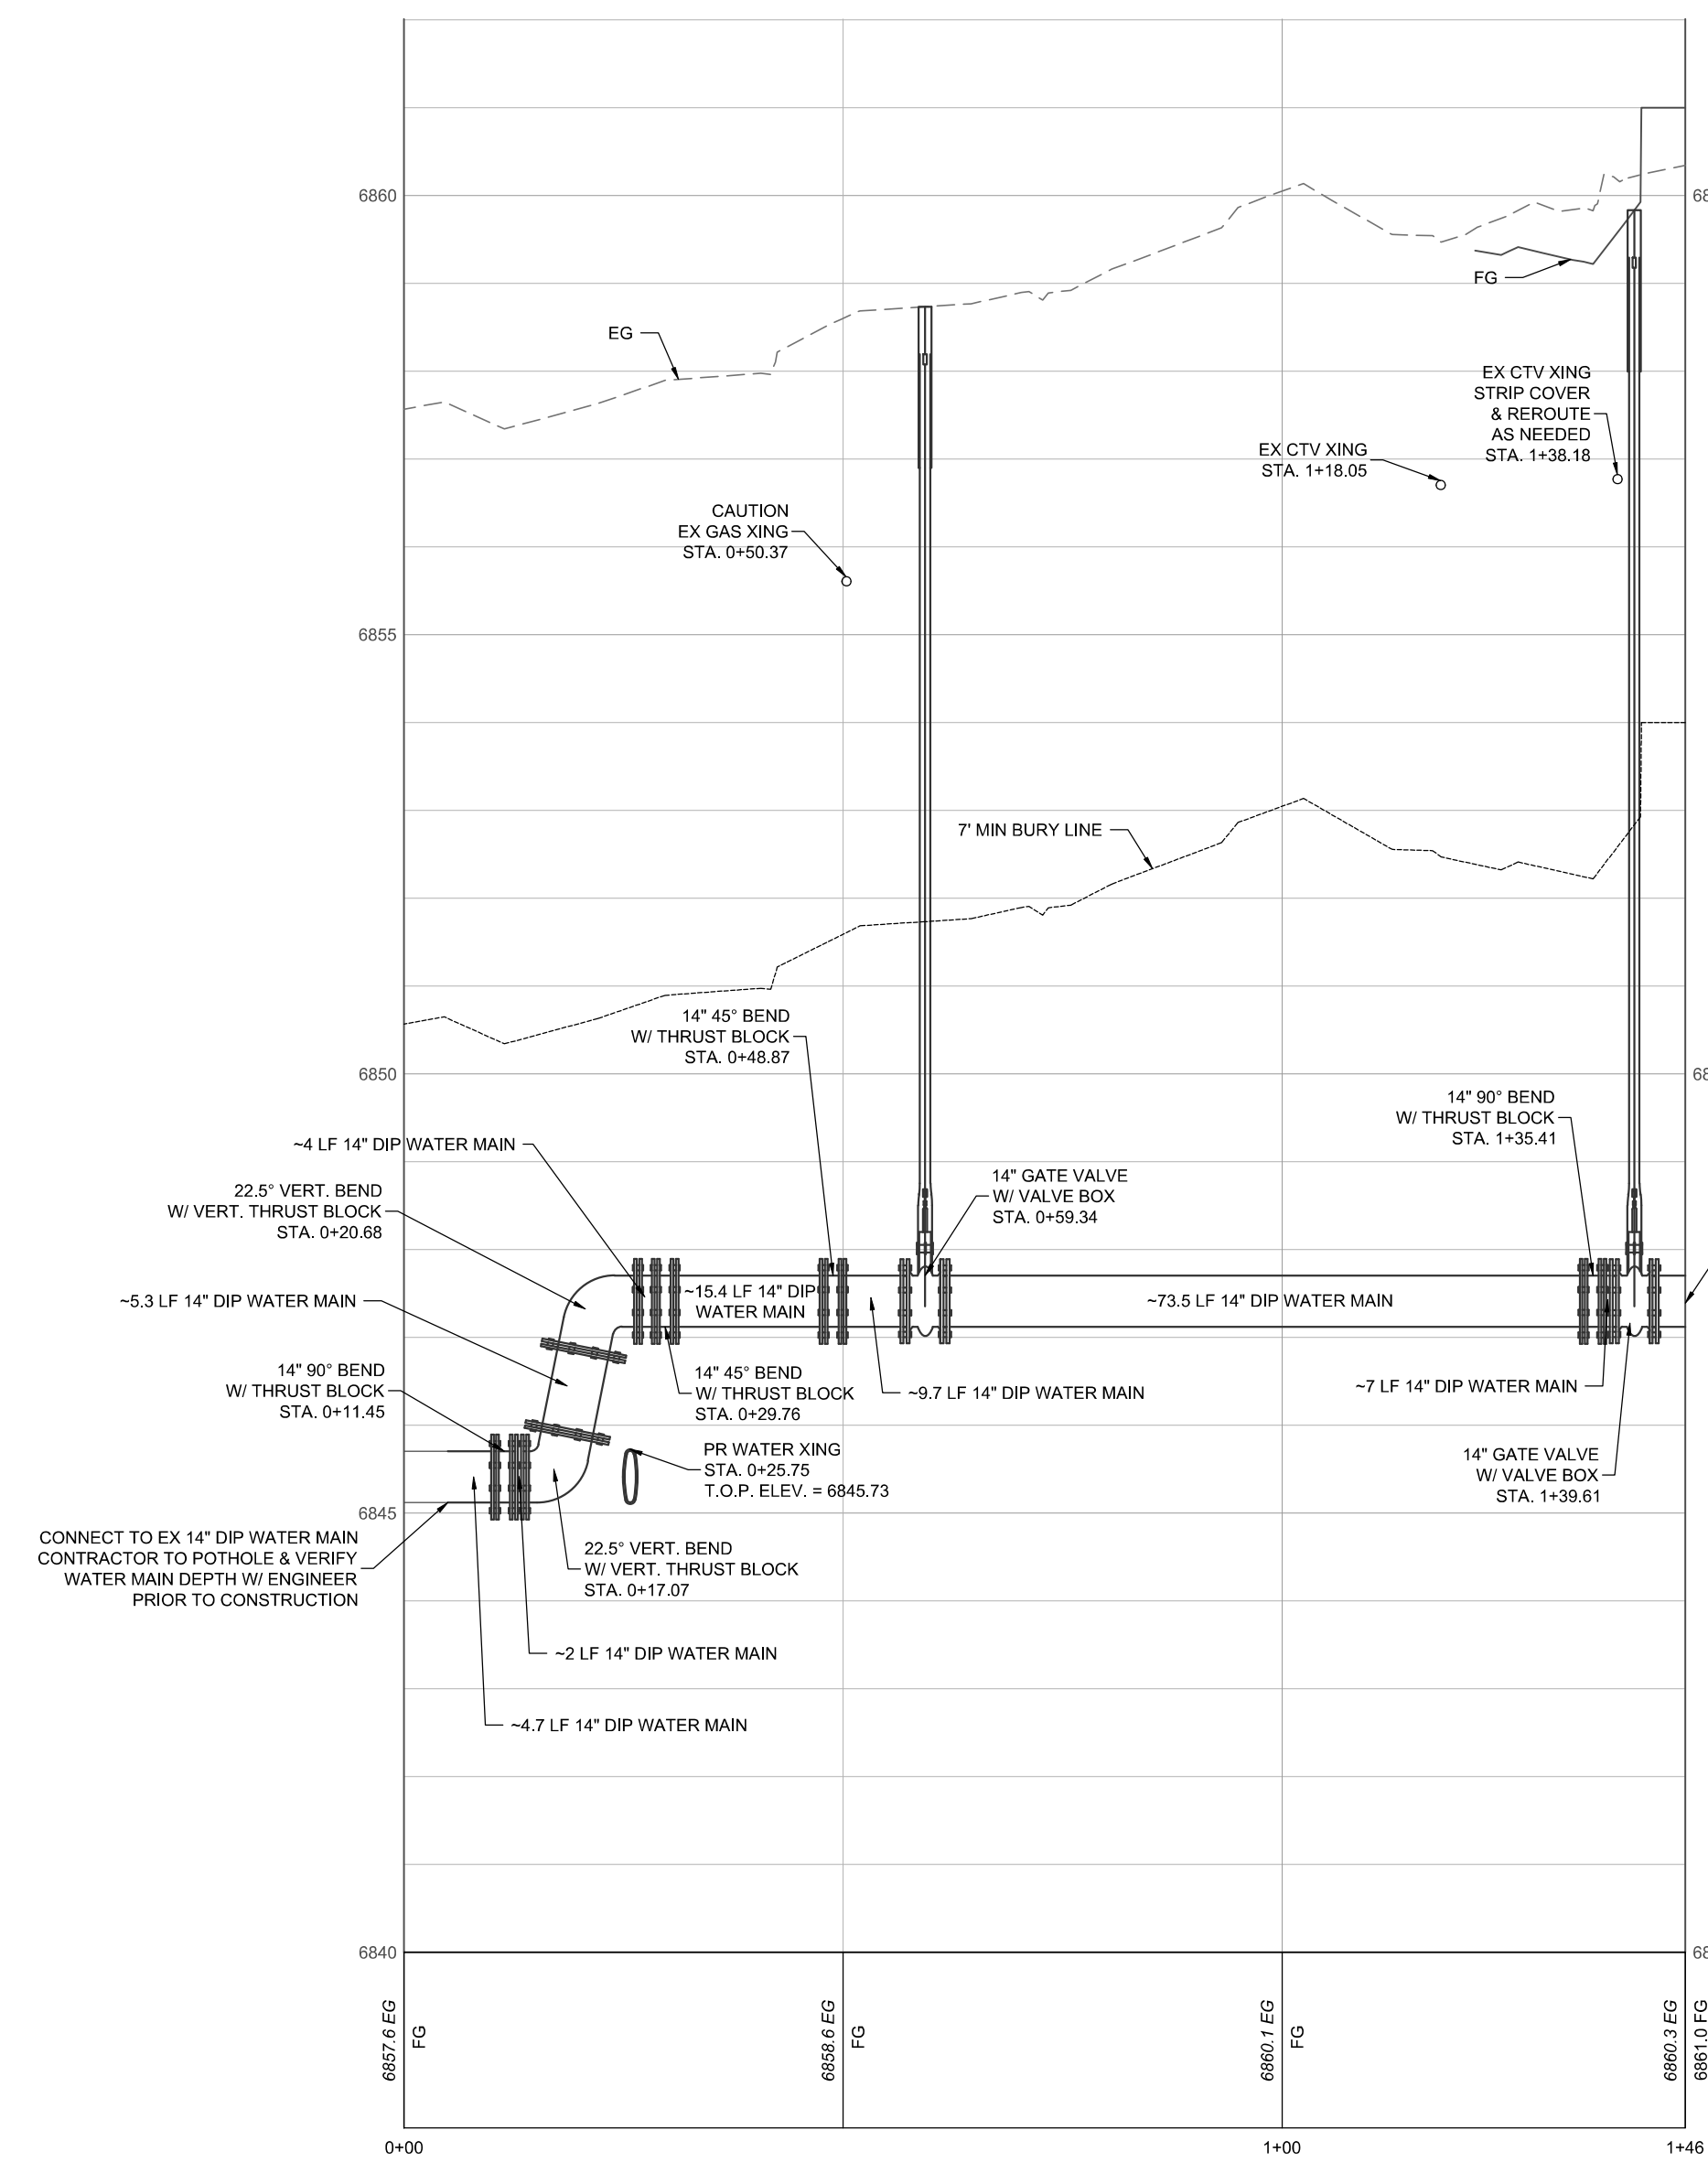 6860
68
FG
EG
EX CTV XING
STRIP COVER
& REROUTE
AS NEEDED
STA. 1+38.18
EX CTV XING
STA. 1+18.05
CAUTION
EX GAS XING
STA. 0+50.37
6855
7' MIN BURY LINE
14" 45° BEND
W/ THRUST BLOCK
STA. 0+48.87
6850
68
14" 90° BEND
W/ THRUST BLOCK
STA. 1+35.41
~4 LF 14" DIP WATER MAIN
22.5° VERT. BEND
W/ VERT. THRUST BLOCK
STA. 0+20.68
14" GATE VALVE
W/ VALVE BOX
STA. 0+59.34
~5.3 LF 14" DIP WATER MAIN
~15.4 LF 14" DIP
WATER MAIN
~73.5 LF 14" DIP WATER MAIN
14" 90° BEND
W/ THRUST BLOCK
STA. 0+11.45
14" 45° BEND
W/ THRUST BLOCK
STA. 0+29.76
~9.7 LF 14" DIP WATER MAIN
~7 LF 14" DIP WATER MAIN
PR WATER XING
STA. 0+25.75
T.O.P. ELEV. = 6845.73
14" GATE VALVE
W/ VALVE BOX
STA. 1+39.61
6845
CONNECT TO EX 14" DIP WATER MAIN
CONTRACTOR TO POTHOLE & VERIFY
WATER MAIN DEPTH W/ ENGINEER
PRIOR TO CONSTRUCTION
22.5° VERT. BEND
W/ VERT. THRUST BLOCK
STA. 0+17.07
~2 LF 14" DIP WATER MAIN
~4.7 LF 14" DIP WATER MAIN
6840
68
6857.6 EG
FG
6858.6 EG
FG
6860.1 EG
FG
6860.3 EG
6861.0 FG
0+00
1+00
1+46